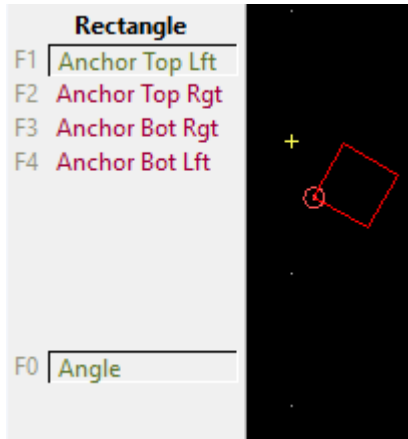 Rectangle
F1 Anchor Top Lft
F2 Anchor Top Rgt
F3 Anchor Bot Rgt
F4 Anchor Bot Lft
F0 Angle